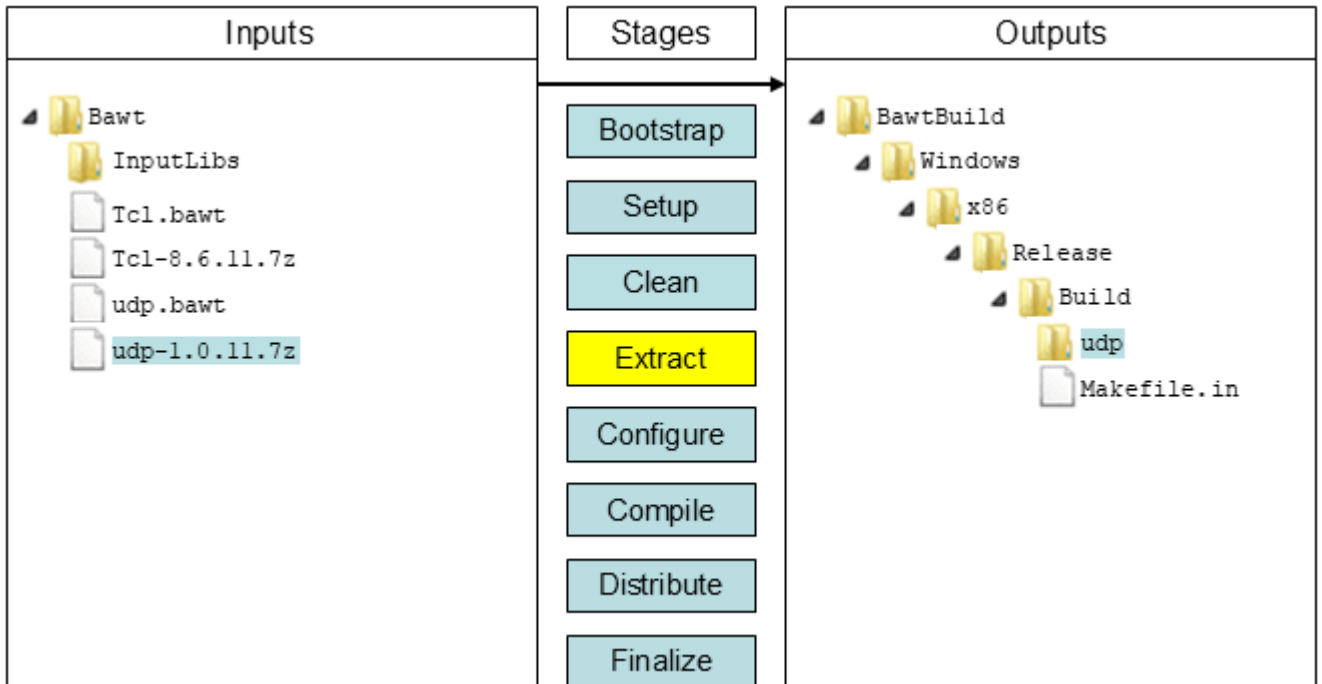 Inputs
Stages
Outputs
Bawt
InputLibs
Tcl.bawt
Tcl-8.6.11.7z
udp.bawt
udp-1.0.11.7z
Bootstrap
Setup
Clean
Extract
Configure
Compile
Distribute
Finalize
BawtBuild
Windows
x86
Release
Build
udp
Makefile.in